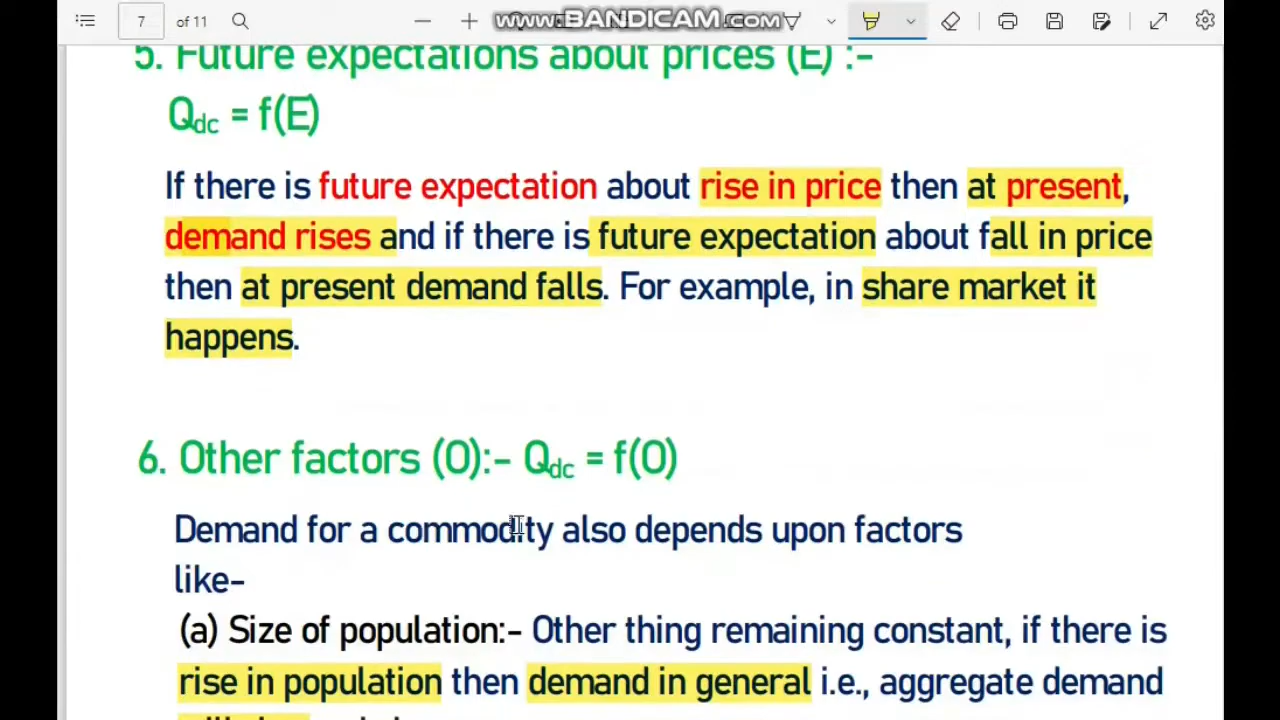 7 of 11
www.BANDICAM.com
5. Future expectations about prices (E) :-
Qdc = f(E)
If there is future expectation about rise in price then at present,
demand rises and if there is future expectation about fall in price
then at present demand falls. For example, in share market it
happens.
6. Other factors (O):- Qdc = f(O)
Demand for a commodity also depends upon factors
like-
(a) Size of population:- Other thing remaining constant, if there is
rise in population then demand in general i.e., aggregate demand